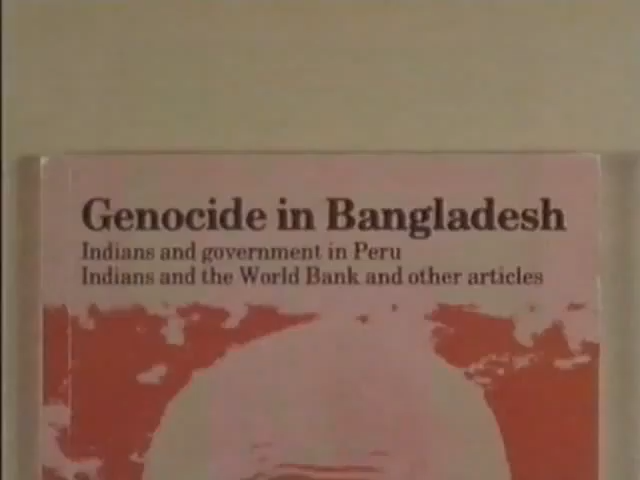 Genocide in Bangladesh
Indians and government in Peru
Indians and the World Bank and other articles